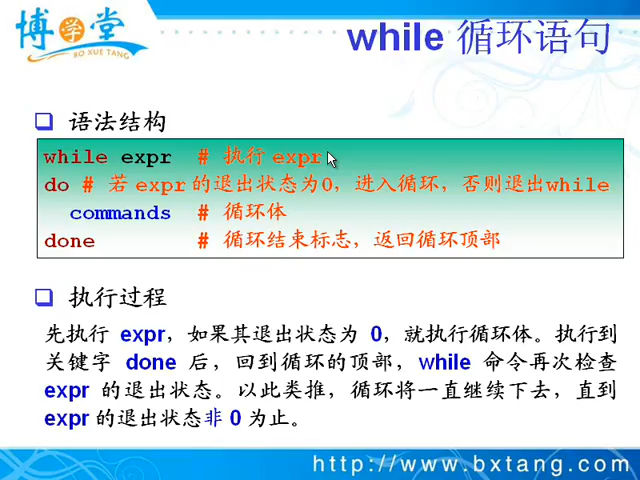 博学堂
BO XUE TANG
while 循环语句
语法结构
while expr # 执行 expr
do # 若 expr 的退出状态为0，进入循环，否则退出while
commands # 循环体
done # 循环结束标志，返回循环顶部
执行过程
先执行 expr，如果其退出状态为 0，就执行循环体。执行到
关键字 done 后，回到循环的顶部，while 命令再次检查
expr 的退出状态。以此类推，循环将一直继续下去，直到
expr 的退出状态非 0 为止。
http://www.bxtang.com